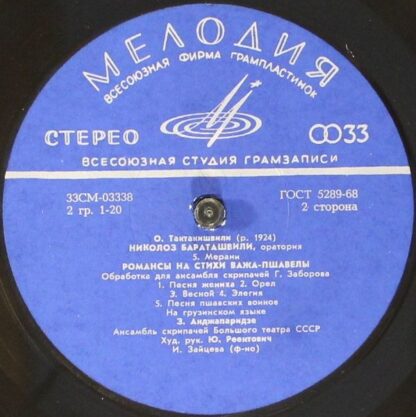 МЕЛОДИЯ
ВСЕСОЮЗНАЯ ФИРМА ГРАМПЛАСТИНОК
СТЕРЕО
33
ВСЕСОЮЗНАЯ СТУДИЯ ГРАМЗАПИСИ
33СМ-03338
ГОСТ 5289-68
2 гр. 1-20
2 сторона
О. Тактакишвили (р. 1924)
НИКОЛОЗ БАРАТАШВИЛИ, оратория
5. Мерани
РОМАНСЫ НА СТИХИ ВАЖА-ПШАВЕЛЫ
Обработка для ансамбля скрипачей Г. Заборова
1. Песня жениха 2. Орел
3. Весной 4. Элегия
5. Песня пшавских воинов
На грузинском языке
З. Анджапаридзе
Ансамбль скрипачей Большого театра СССР
Худ. рук. Ю. Реентович
И. Зайцева (ф-но)